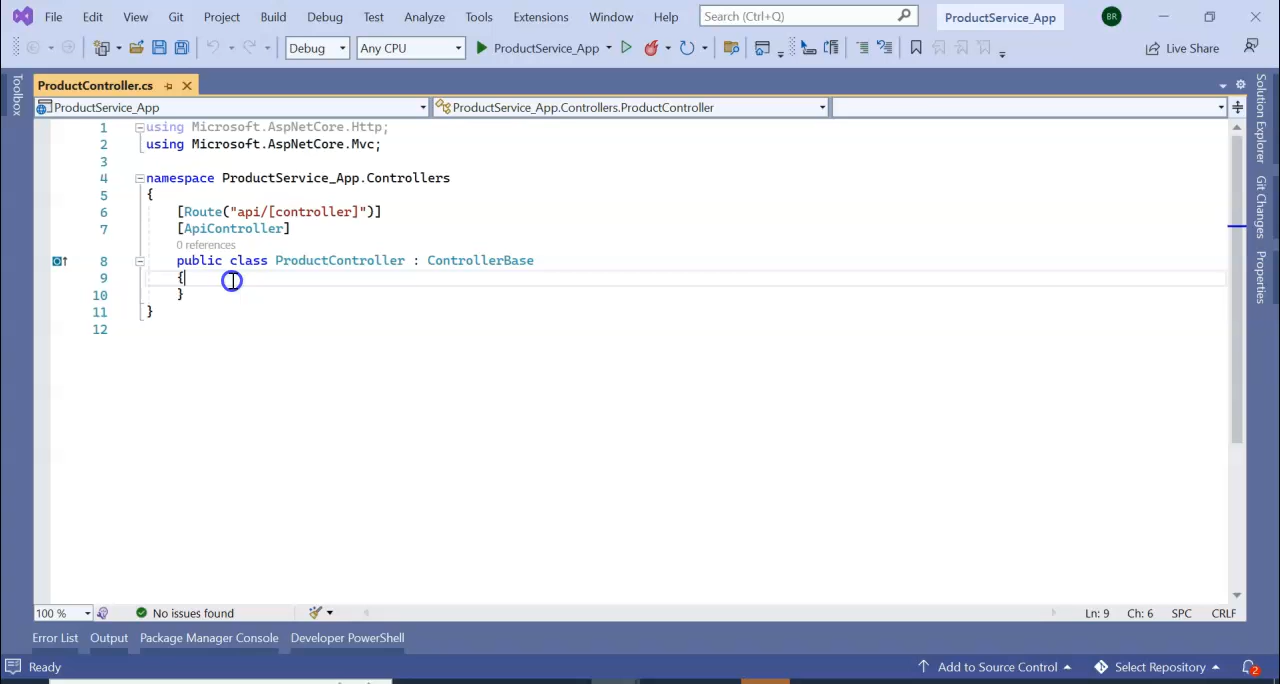 File Edit View Git Project Build Debug Test Analyze Tools Extensions Window Help Search (Ctrl+Q) ProductService_App BR
Debug Any CPU ProductService_App Live Share
Toolbox
ProductController.cs
ProductService_App ProductService_App.Controllers.ProductController
1 using Microsoft.AspNetCore.Http;
2 using Microsoft.AspNetCore.Mvc;
3
4 namespace ProductService_App.Controllers
5 {
6 [Route("api/[controller]")]
7 [ApiController]
0 references
8 public class ProductController : ControllerBase
9 {
10 }
11 }
12
Solution Explorer
Git Changes
Properties
100 % No issues found Ln: 9 Ch: 6 SPC CRLF
Error List Output Package Manager Console Developer PowerShell
Ready Add to Source Control Select Repository 2